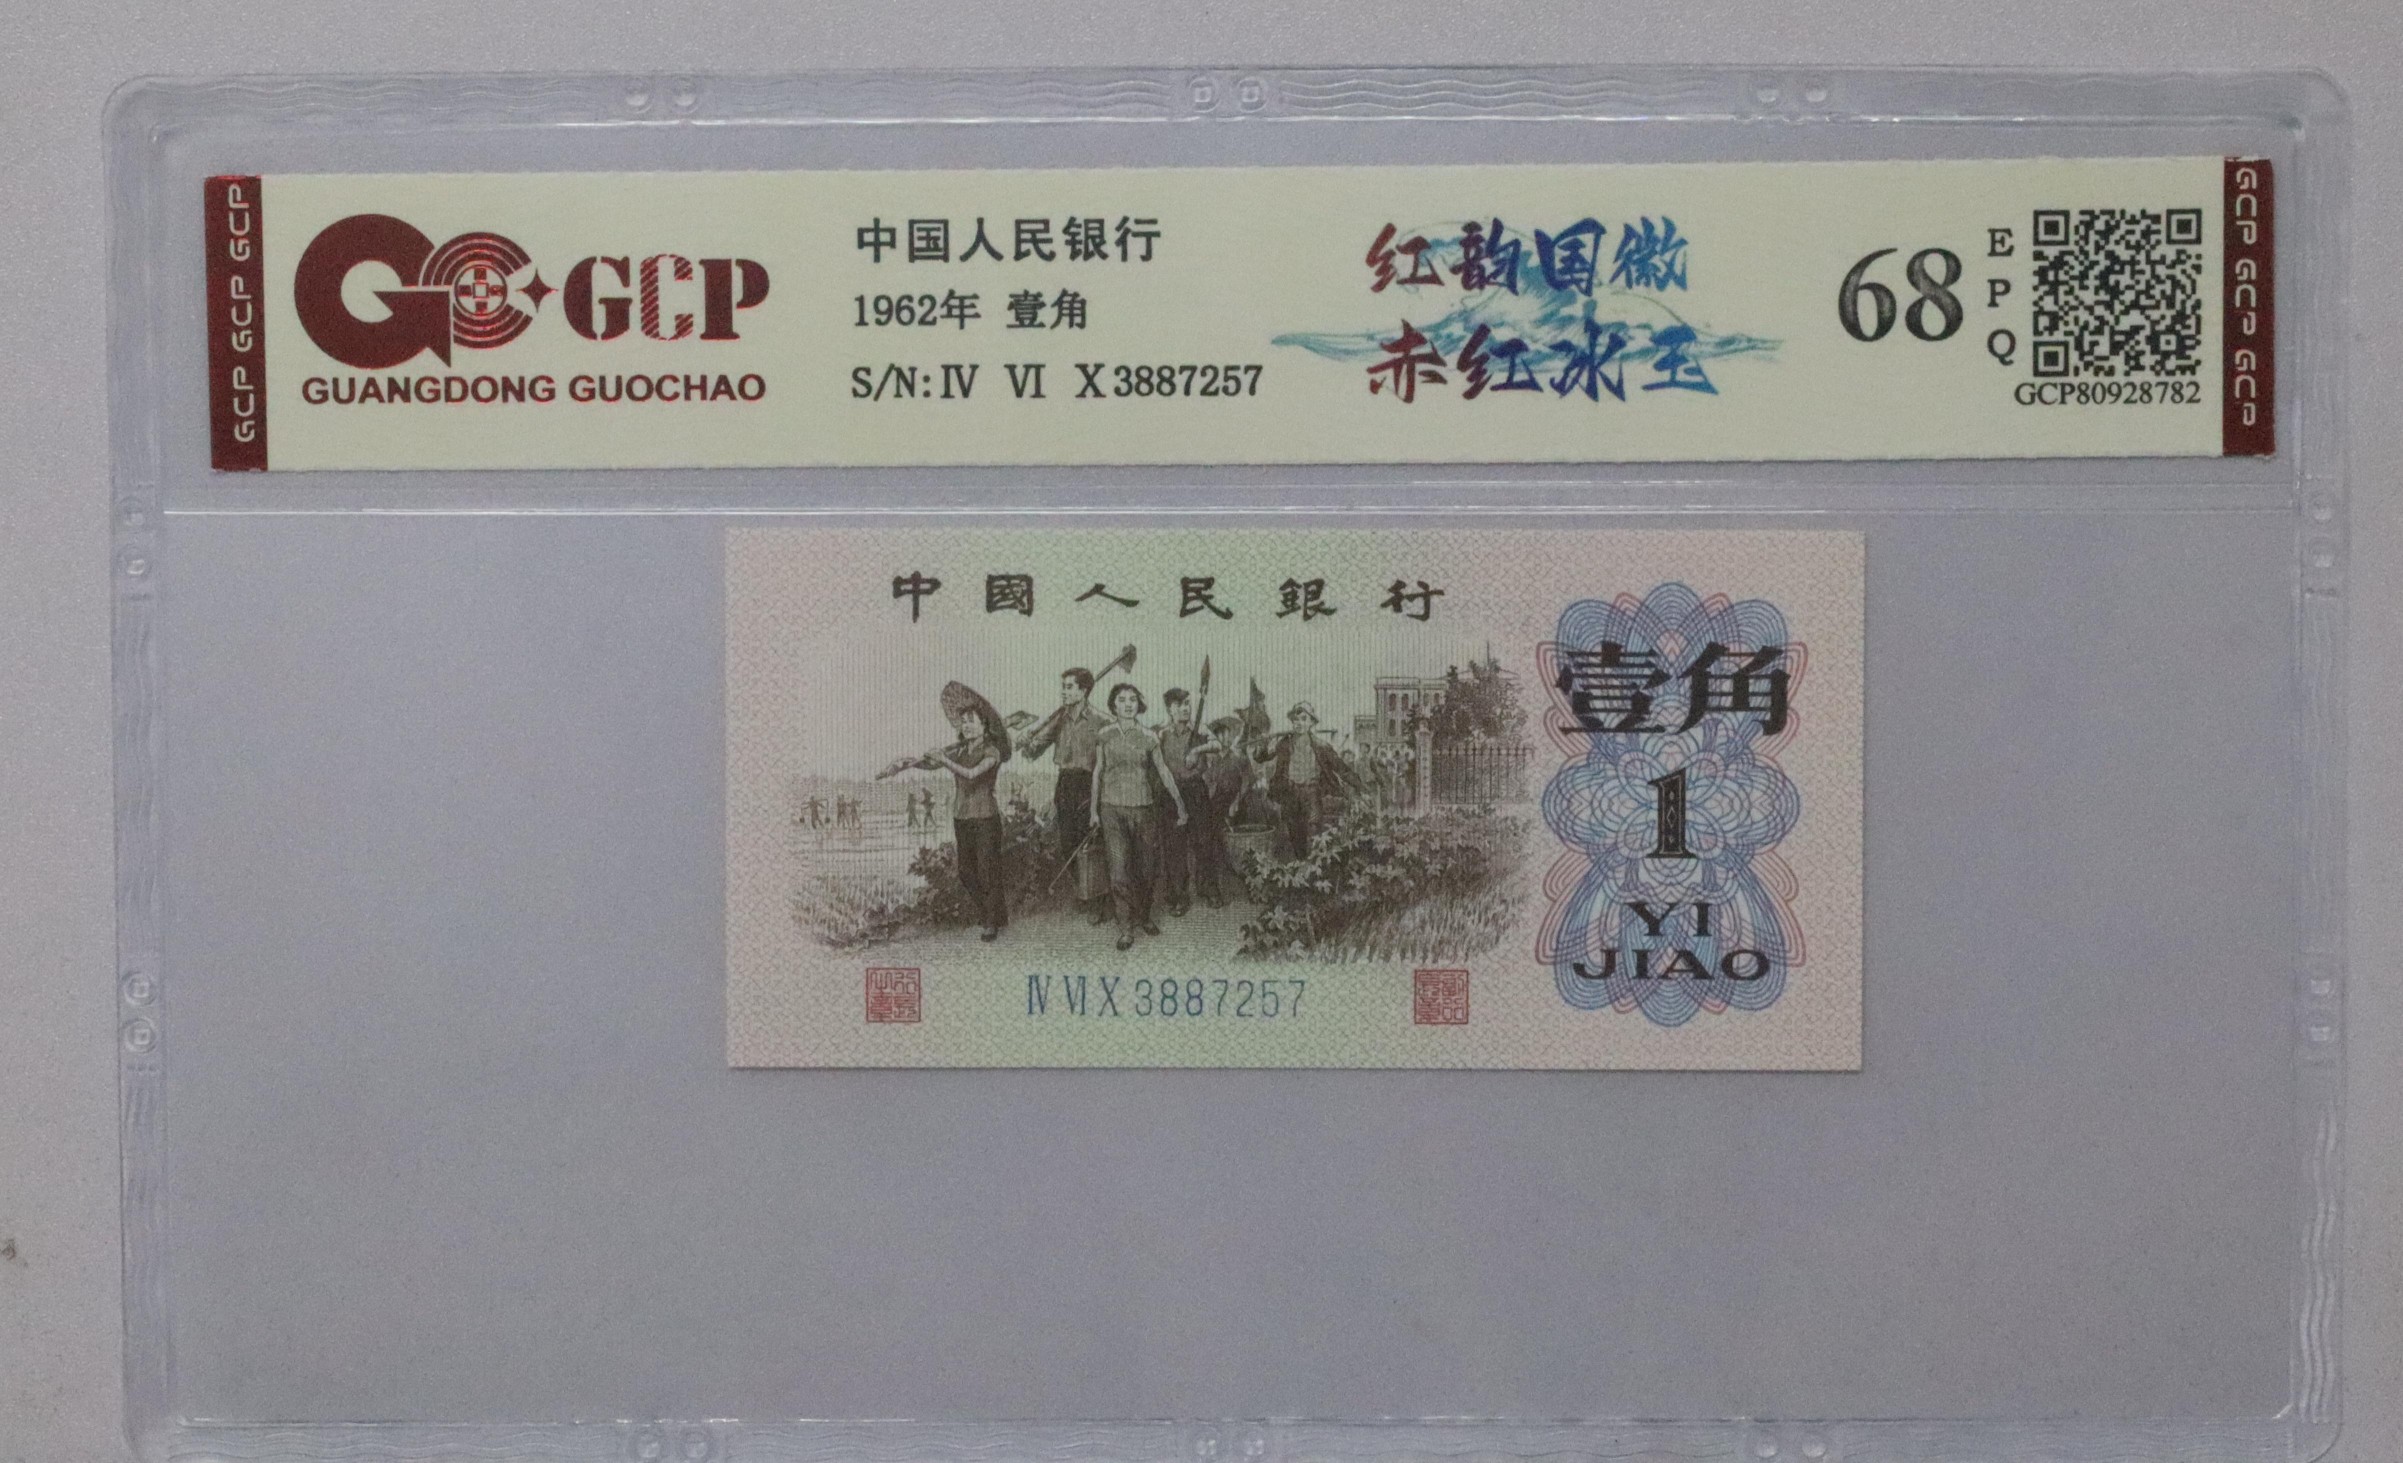 GCP GCP GCP
GCP
GUANGDONG GUOCHAO
中国人民银行
1962年 壹角
S/N:Ⅳ Ⅵ Ⅹ3887257
红韵国徽
赤红冰王
68
E
P
Q
GCP80928782
GCP GCP GCP
中國人民銀行
壹角
1
YI
JIAO
Ⅳ Ⅵ Ⅹ 3887257